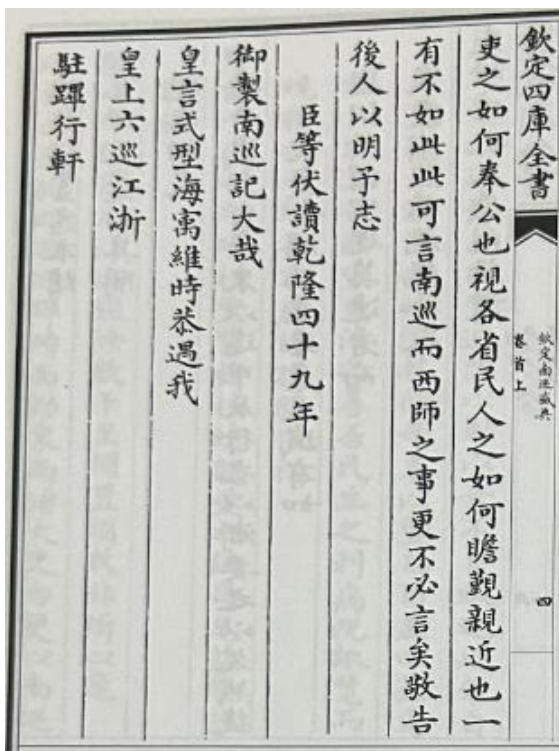 欽定四庫全書
欽定南巡盛典
卷首上
四
吏之如何奉公也視各省民人之如何瞻覲親近也一
有不如此此可言南巡而西師之事更不必言矣敬告
後人以明予志
臣等伏讀乾隆四十九年
御製南巡記大哉
皇言式型海寓維時恭遇我
皇上六巡江浙
駐蹕行軒